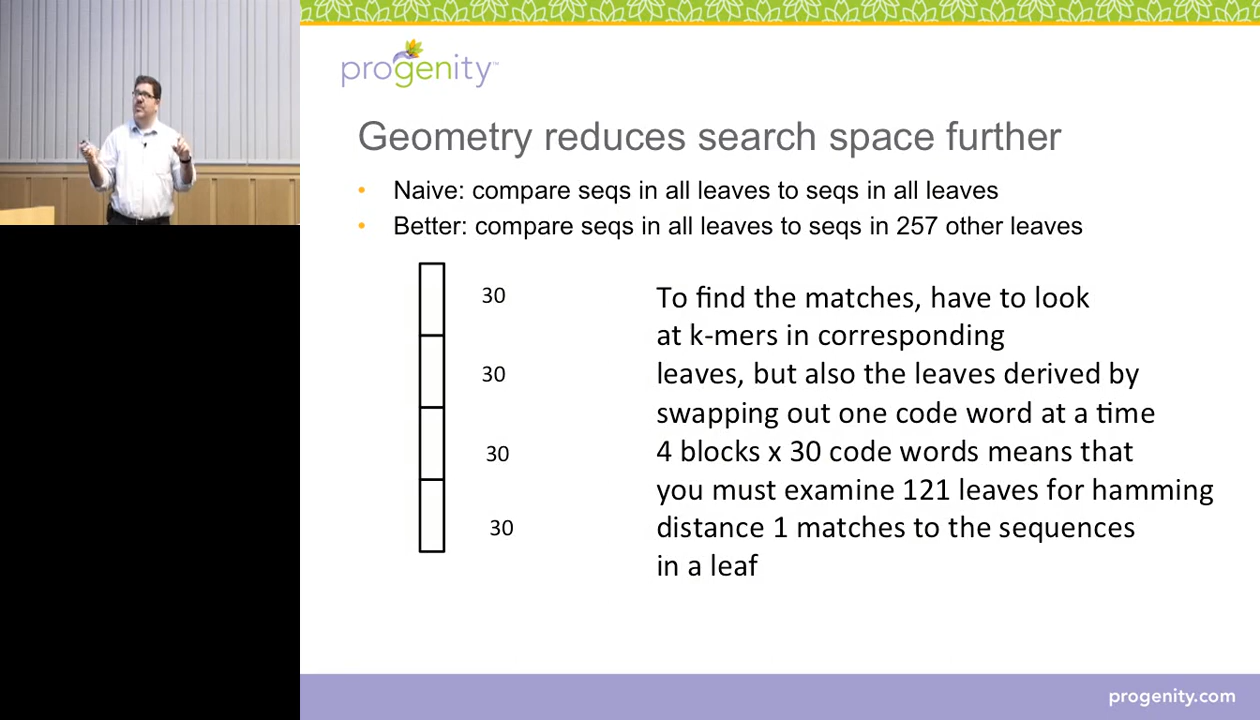 progenity™
Geometry reduces search space further
• Naive: compare seqs in all leaves to seqs in all leaves
• Better: compare seqs in all leaves to seqs in 257 other leaves
30
30
30
30
To find the matches, have to look
at k-mers in corresponding
leaves, but also the leaves derived by
swapping out one code word at a time
4 blocks x 30 code words means that
you must examine 121 leaves for hamming
distance 1 matches to the sequences
in a leaf
progenity.com